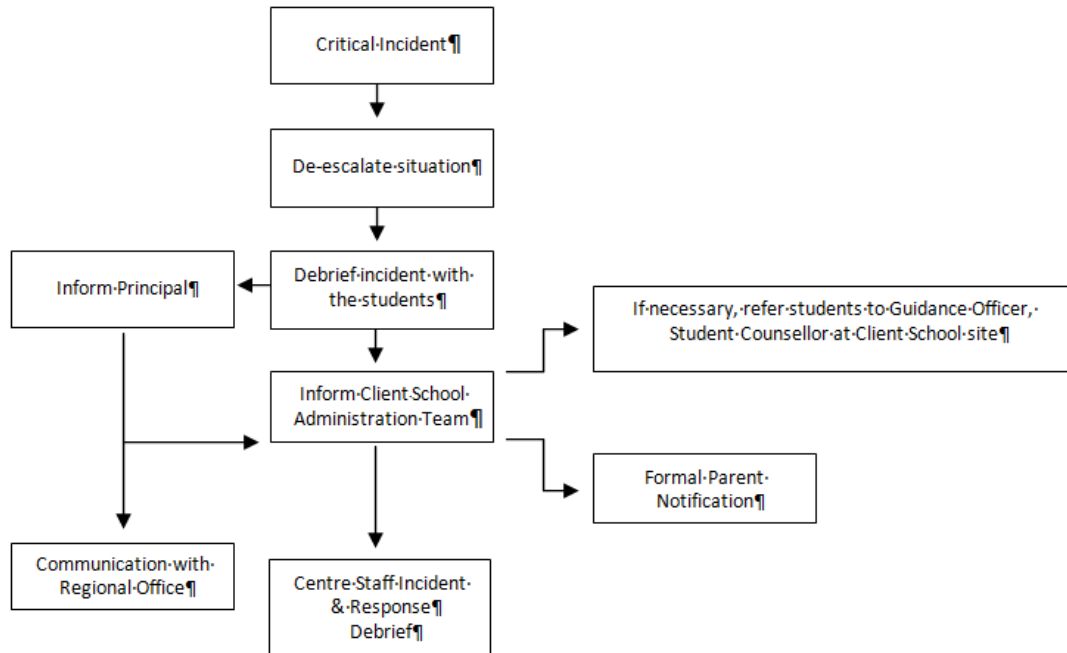 Critical·Incident¶
De-escalate·situation¶
Inform·Principal¶
Debrief·incident·with·
the·students¶
If·necessary,·refer·students·to·Guidance·Officer,·
Student·Counsellor·at·Client·School·site¶
Inform·Client·School·
Administration·Team¶
Formal·Parent·
Notification¶
Communication·with·
Regional·Office¶
Centre·Staff·Incident·
&·Response¶
Debrief¶